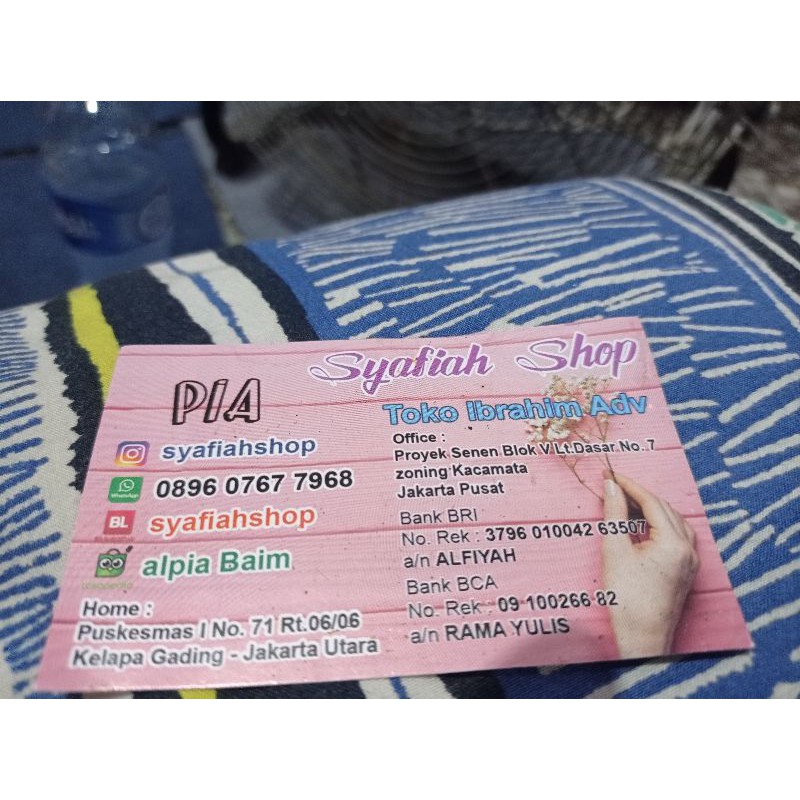 Syafiah Shop
PIA
Toko Ibrahim Adv
syafiahshop
WhatsApp
0896 0767 7968
BL
syafiahshop
alpia Baim
Home :
Puskesmas I No. 71 Rt.06/06
Kelapa Gading - Jakarta Utara
Office :
Proyek Senen Blok V Lt.Dasar No. 7
zoning Kacamata
Jakarta Pusat
Bank BRI
No. Rek : 3796 010042 63507
a/n ALFIYAH
Bank BCA
No. Rek : 09 100266 82
a/n RAMA YULIS